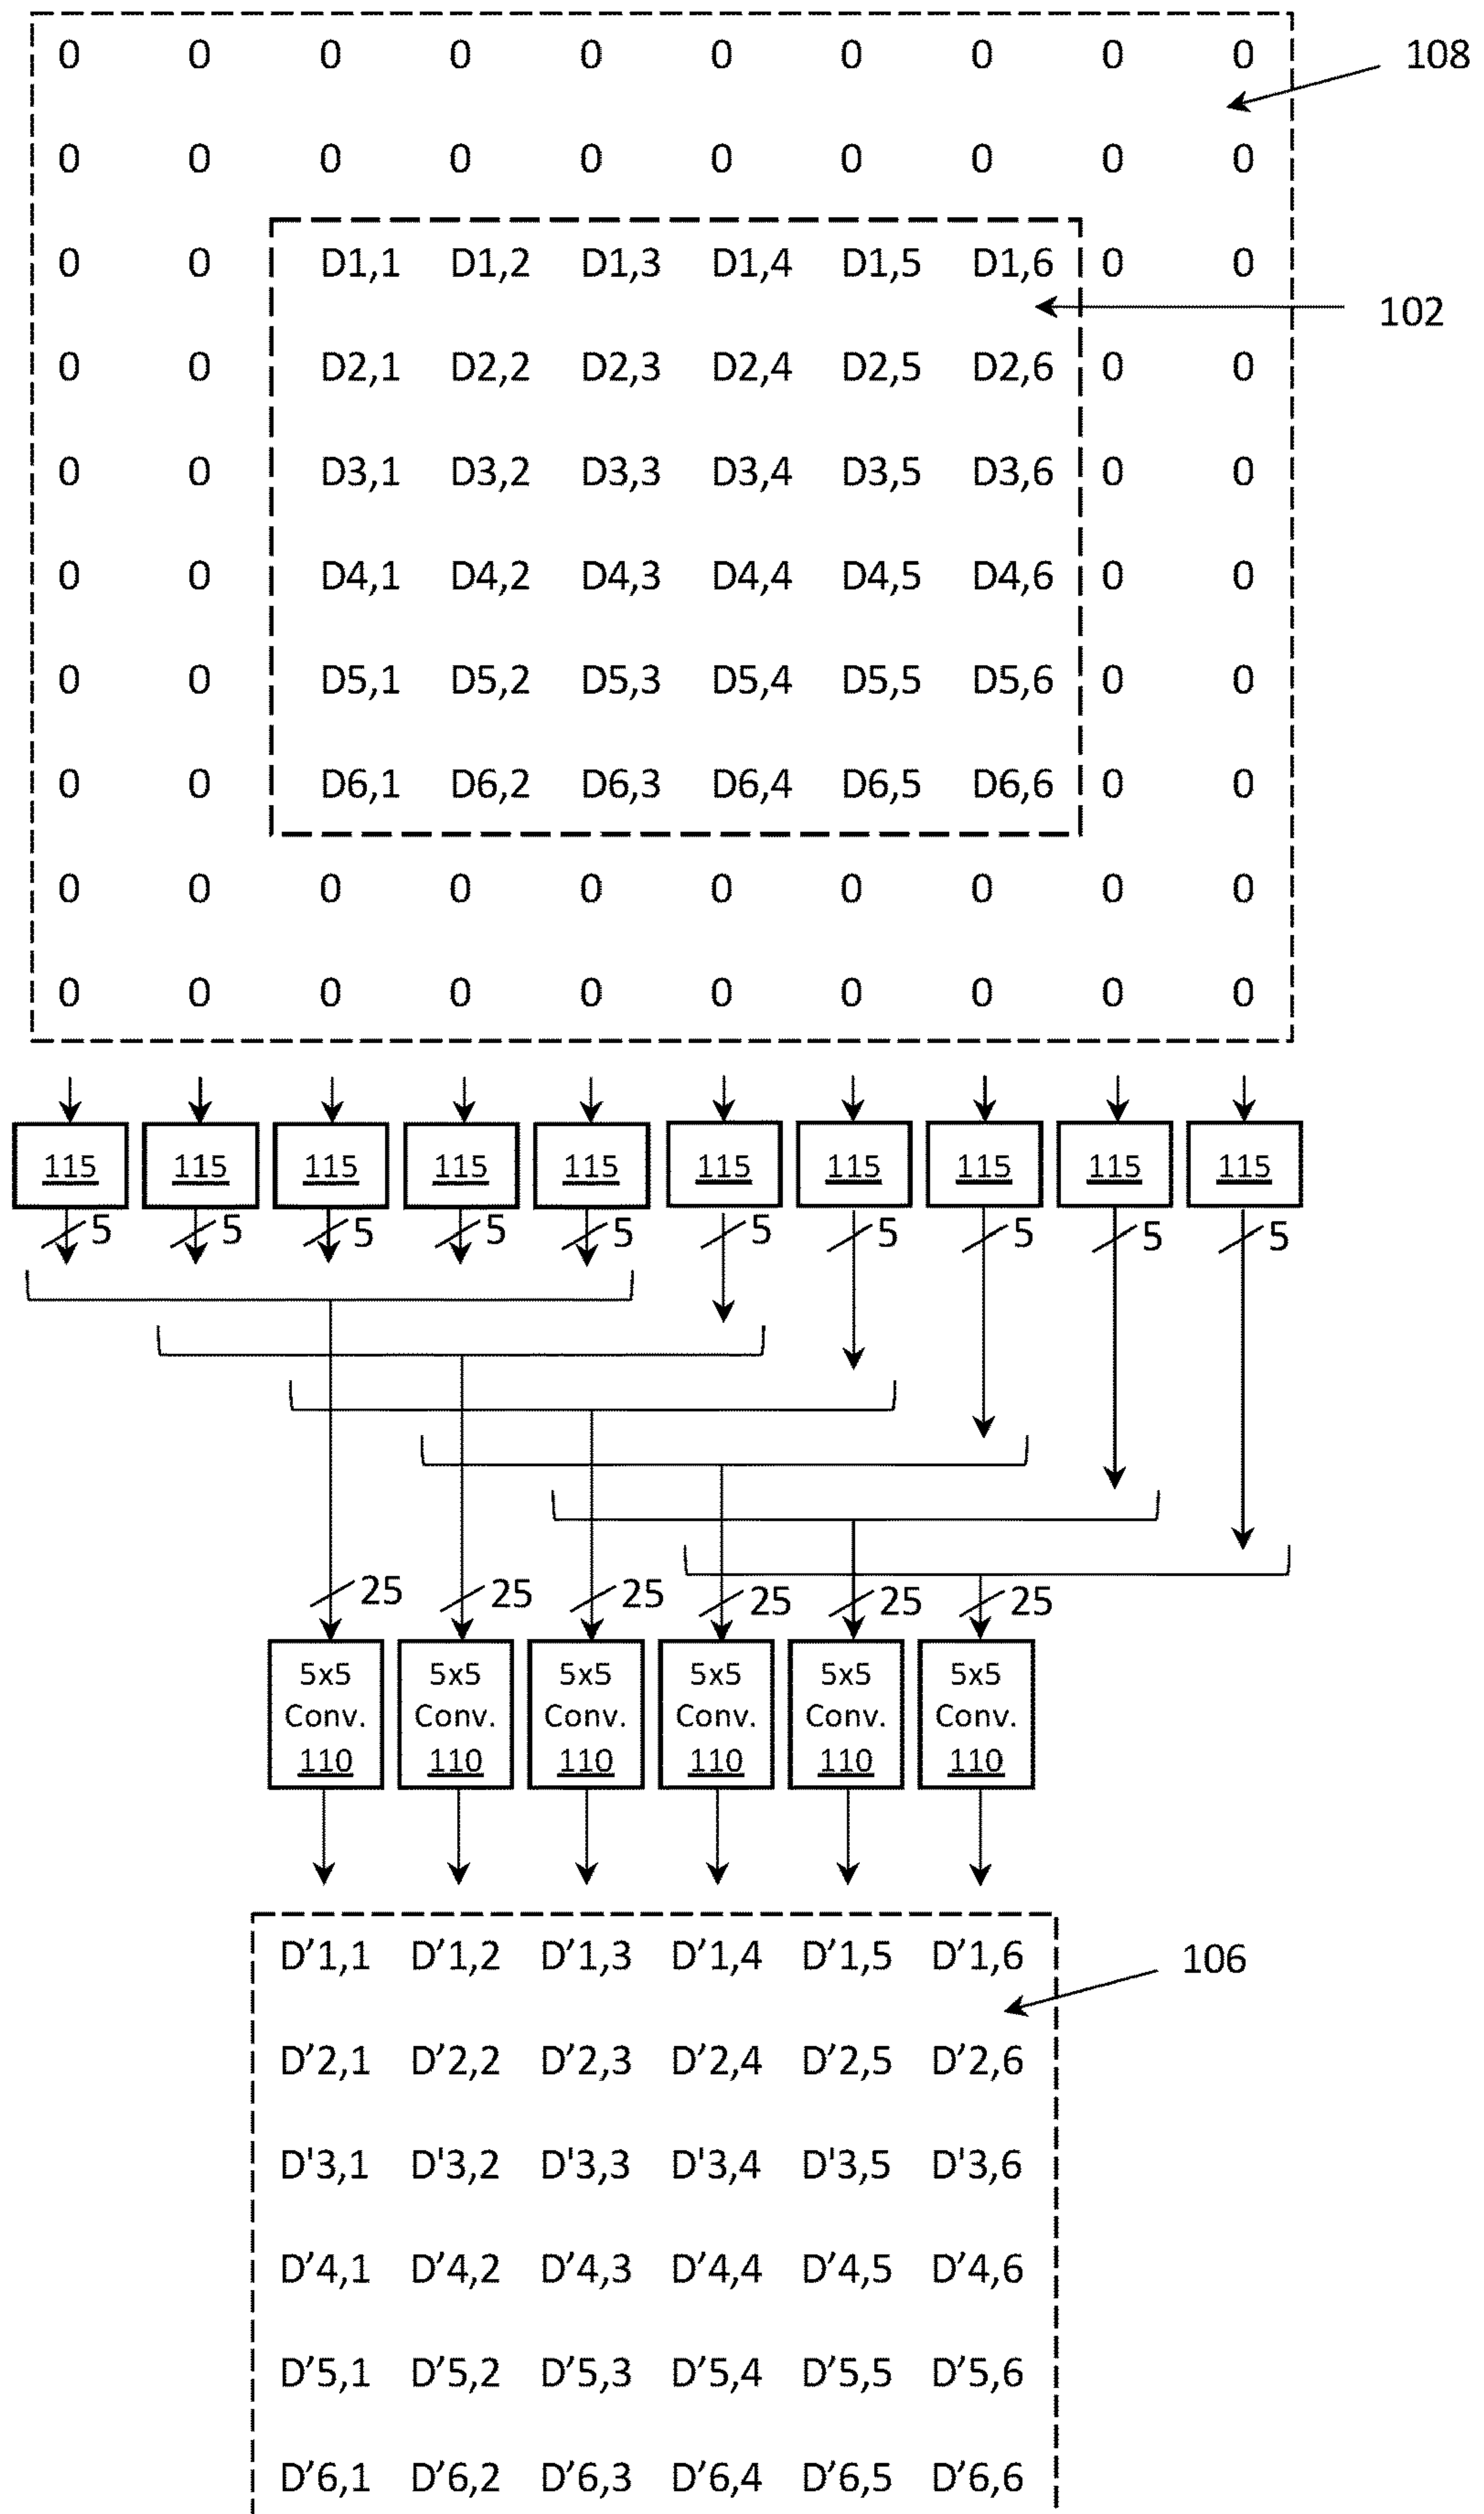 0 0 0 0 0 0 0 0 0 0 108
0 0 0 0 0 0 0 0 0 0
0 0 D1,1 D1,2 D1,3 D1,4 D1,5 D1,6 0 0
102
0 0 D2,1 D2,2 D2,3 D2,4 D2,5 D2,6 0 0
0 0 D3,1 D3,2 D3,3 D3,4 D3,5 D3,6 0 0
0 0 D4,1 D4,2 D4,3 D4,4 D4,5 D4,6 0 0
0 0 D5,1 D5,2 D5,3 D5,4 D5,5 D5,6 0 0
0 0 D6,1 D6,2 D6,3 D6,4 D6,5 D6,6 0 0
0 0 0 0 0 0 0 0 0 0
0 0 0 0 0 0 0 0 0 0
115 115 115 115 115 115 115 115 115 115
5 5 5 5 5 5 5 5 5 5
25 25 25 25 25 25
5x5 5x5 5x5 5x5 5x5 5x5
Conv. Conv. Conv. Conv. Conv. Conv.
110 110 110 110 110 110
D’1,1 D’1,2 D’1,3 D’1,4 D’1,5 D’1,6 106
D’2,1 D’2,2 D’2,3 D’2,4 D’2,5 D’2,6
D'3,1 D'3,2 D'3,3 D'3,4 D'3,5 D'3,6
D’4,1 D’4,2 D’4,3 D’4,4 D’4,5 D’4,6
D’5,1 D’5,2 D’5,3 D’5,4 D’5,5 D’5,6
D’6,1 D’6,2 D’6,3 D’6,4 D’6,5 D’6,6